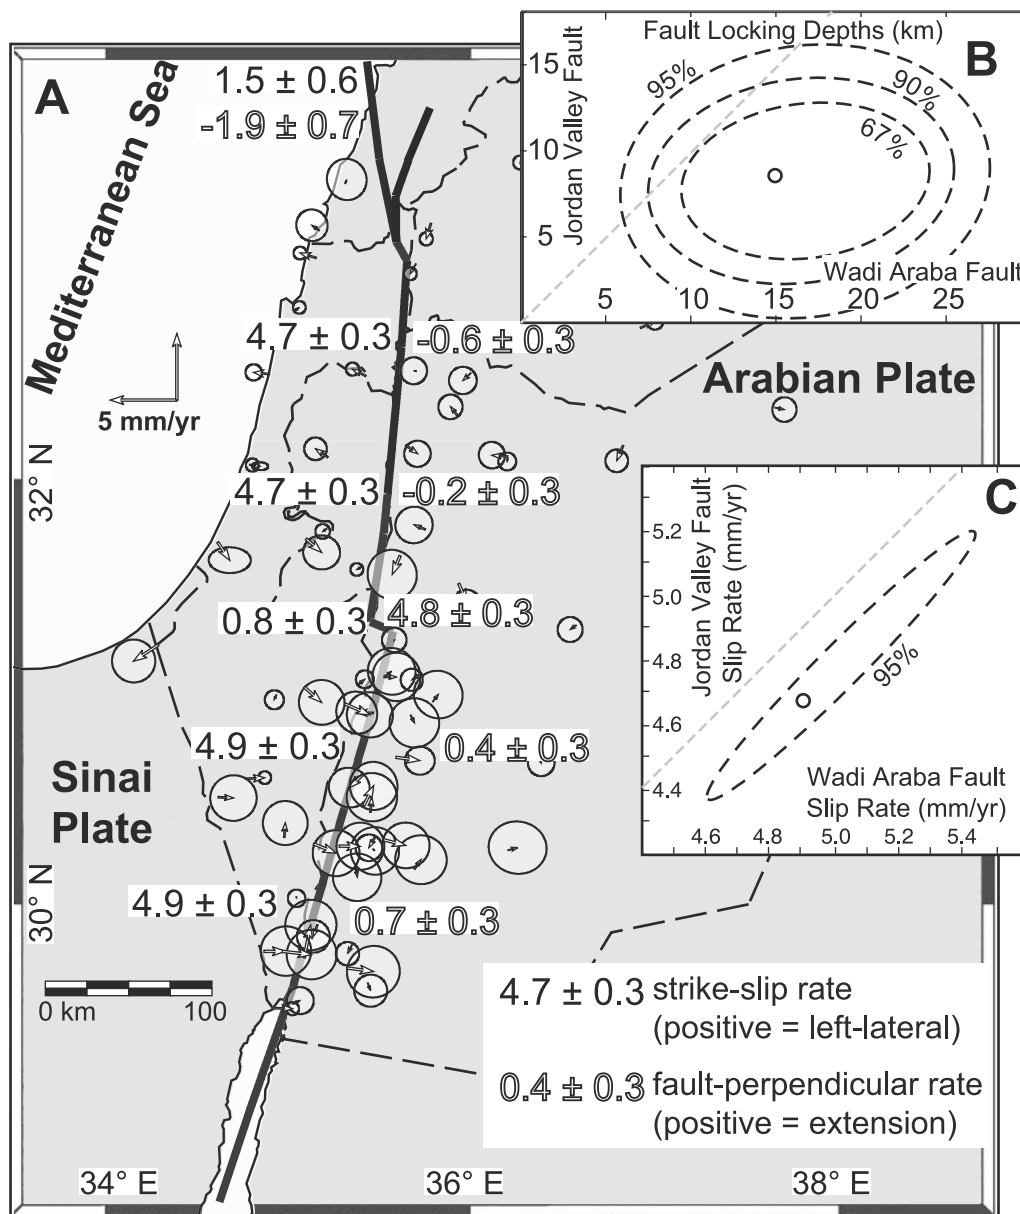 A
Mediterranean Sea
1.5 ± 0.6
-1.9 ± 0.7
5 mm/yr
4.7 ± 0.3
-0.6 ± 0.3
Arabian Plate
32° N
4.7 ± 0.3
-0.2 ± 0.3
0.8 ± 0.3
4.8 ± 0.3
4.9 ± 0.3
0.4 ± 0.3
Sinai
Plate
30° N
4.9 ± 0.3
0.7 ± 0.3
0 km
100
4.7 ± 0.3
strike-slip rate
(positive = left-lateral)
0.4 ± 0.3
fault-perpendicular rate
(positive = extension)
34° E
36° E
38° E
B
Fault Locking Depths (km)
Jordan Valley Fault
15
10
5
95%
90%
67%
Wadi Araba Fault
5
10
15
20
25
C
Jordan Valley Fault
Slip Rate (mm/yr)
5.2
5.0
4.8
4.6
4.4
95%
Wadi Araba Fault
Slip Rate (mm/yr)
4.6
4.8
5.0
5.2
5.4